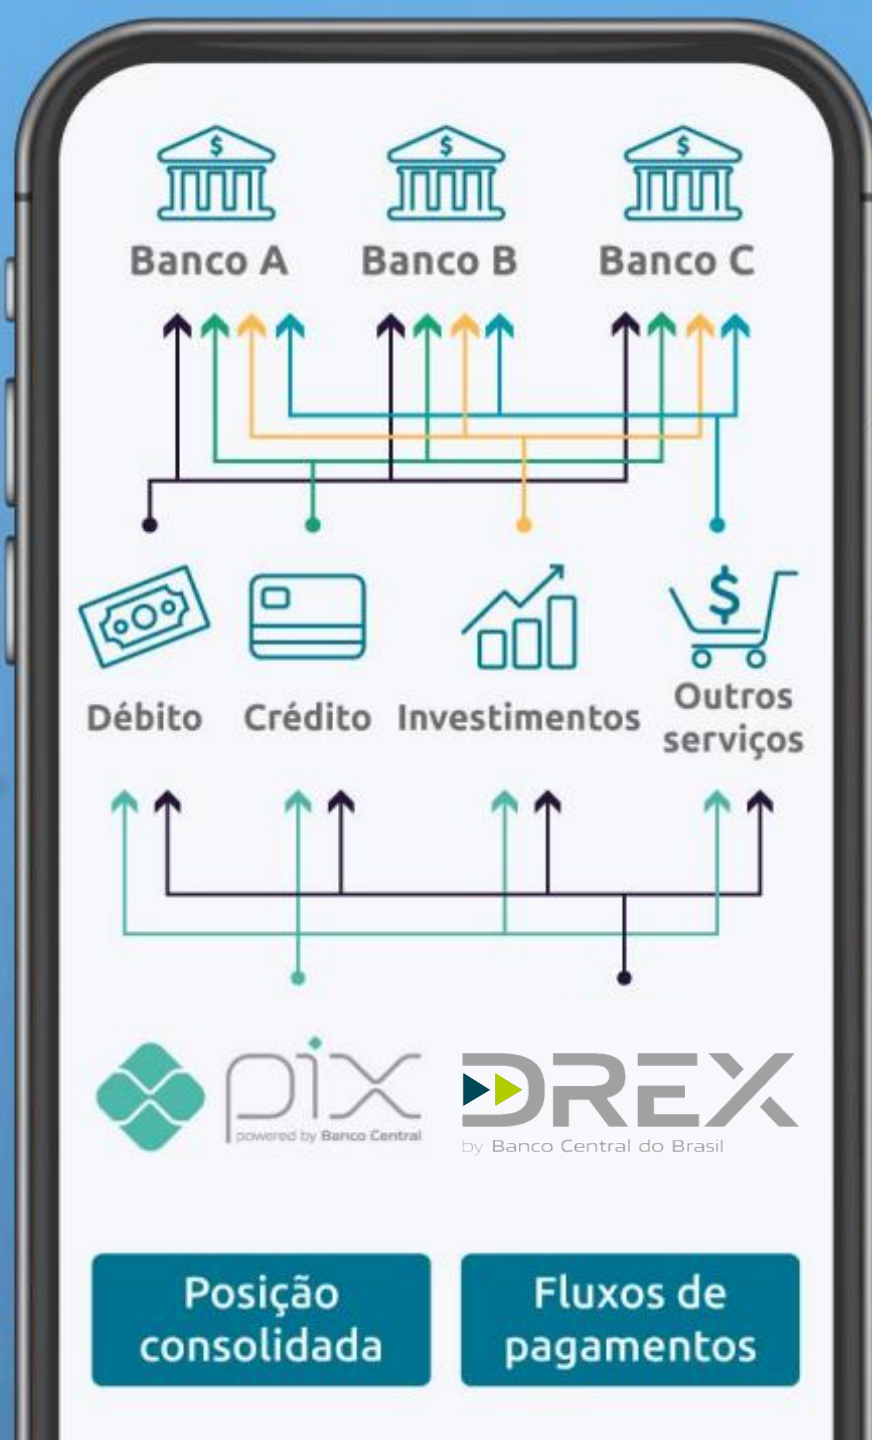 $
$
$
Banco A
Banco B
Banco C
$
Débito
Crédito
Investimentos
Outros
serviços
pix
powered by Banco Central
DREX
by Banco Central do Brasil
Posição
consolidada
Fluxos de
pagamentos